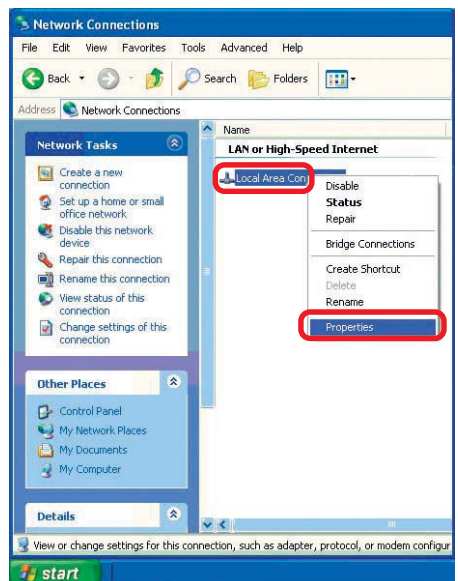 Network Connections
File Edit View Favorites Tools Advanced Help
Back Search Folders
Address Network Connections
Network Tasks
Create a new
connection
Set up a home or small
office network
Disable this network
device
Repair this connection
Rename this connection
View status of this
connection
Change settings of this
connection
Other Places
Control Panel
My Network Places
My Documents
My Computer
Details
Name
LAN or High-Speed Internet
Local Area Con
Disable
Status
Repair
Bridge Connections
Create Shortcut
Delete
Rename
Properties
View or change settings for this connection, such as adapter, protocol, or modem configur
start